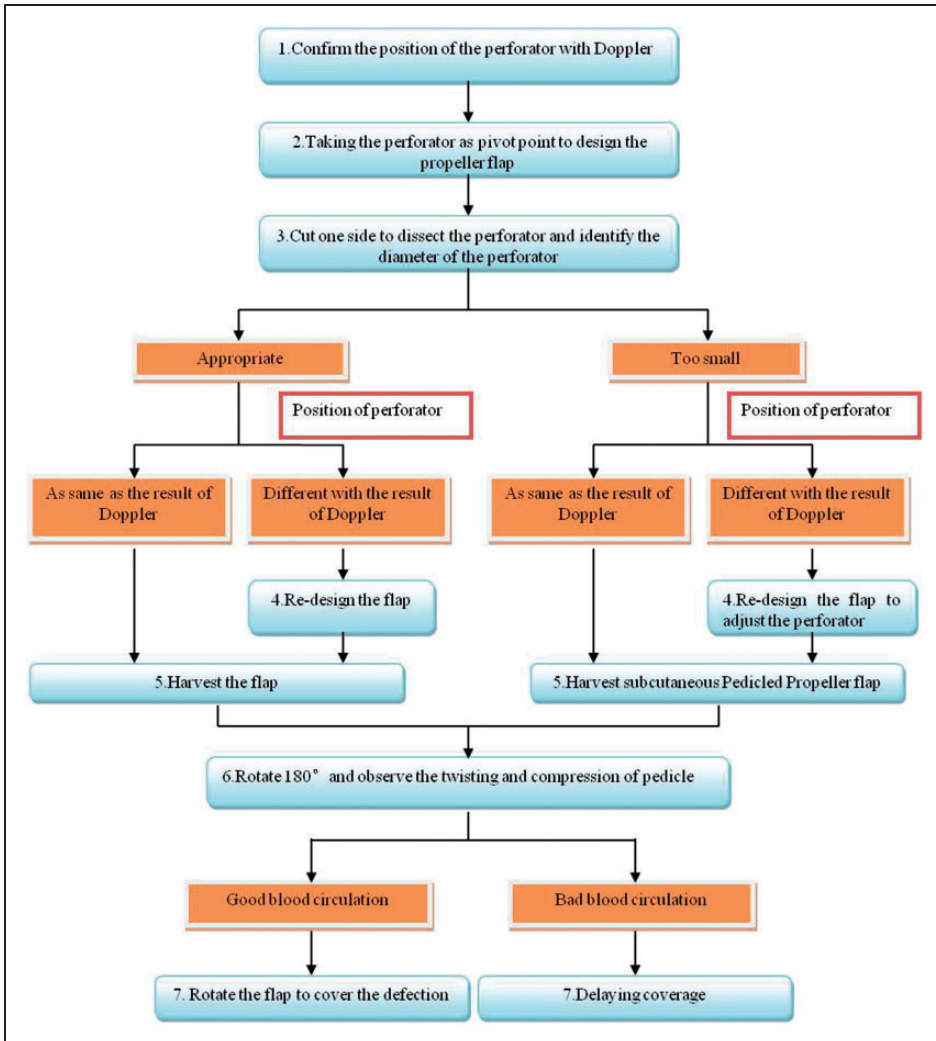 1.Confirm the position of the perforator with Doppler
2.Taking the perforator as pivot point to design the
propeller flap
3.Cut one side to dissect the perforator and identify the
diameter of the perforator
Appropriate
Too small
Position of perforator
Position of perforator
As same as the result of
Doppler
Different with the result
of Doppler
As same as the result of
Doppler
Different with the result
of Doppler
4.Re-design the flap
4.Re-design the flap to
adjust the perforator
5.Harvest the flap
5.Harvest subcutaneous Pedicled Propeller flap
6.Rotate 180° and observe the twisting and compression of pedicle
Good blood circulation
Bad blood circulation
7. Rotate the flap to cover the defection
7.Delaying coverage